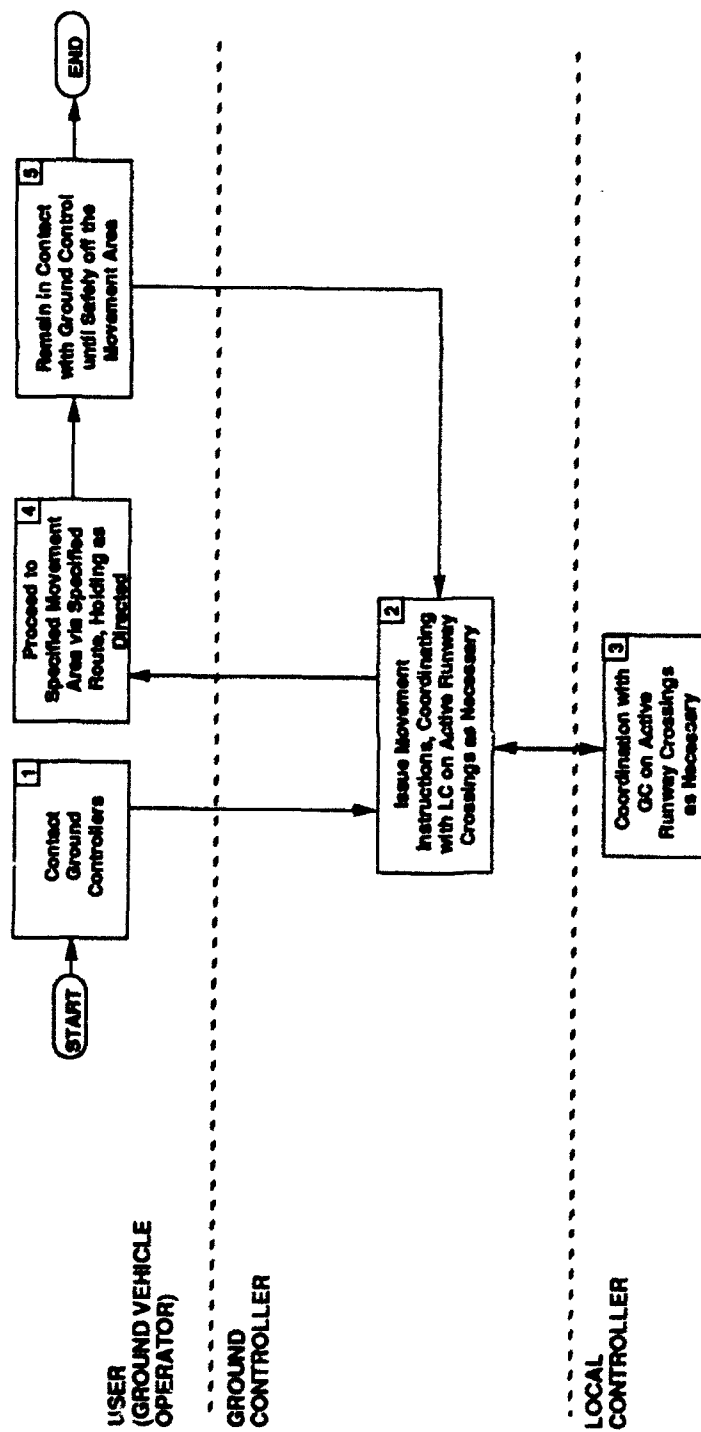 USER
(GROUND VEHICLE
OPERATOR)
START
1
Contact
Ground
Controllers
4
Proceed to
Specified Movement
Area via Specified
Route, Holding as
Directed
5
Remain in Contact
with Ground Control
until Safely off the
Movement Area
END
GROUND
CONTROLLER
2
Issue Movement
Instructions, Coordinating
with LC on Active Runway
Crossings as Necessary
LOCAL
CONTROLLER
3
Coordination with
GC on Active
Runway Crossings
as Necessary